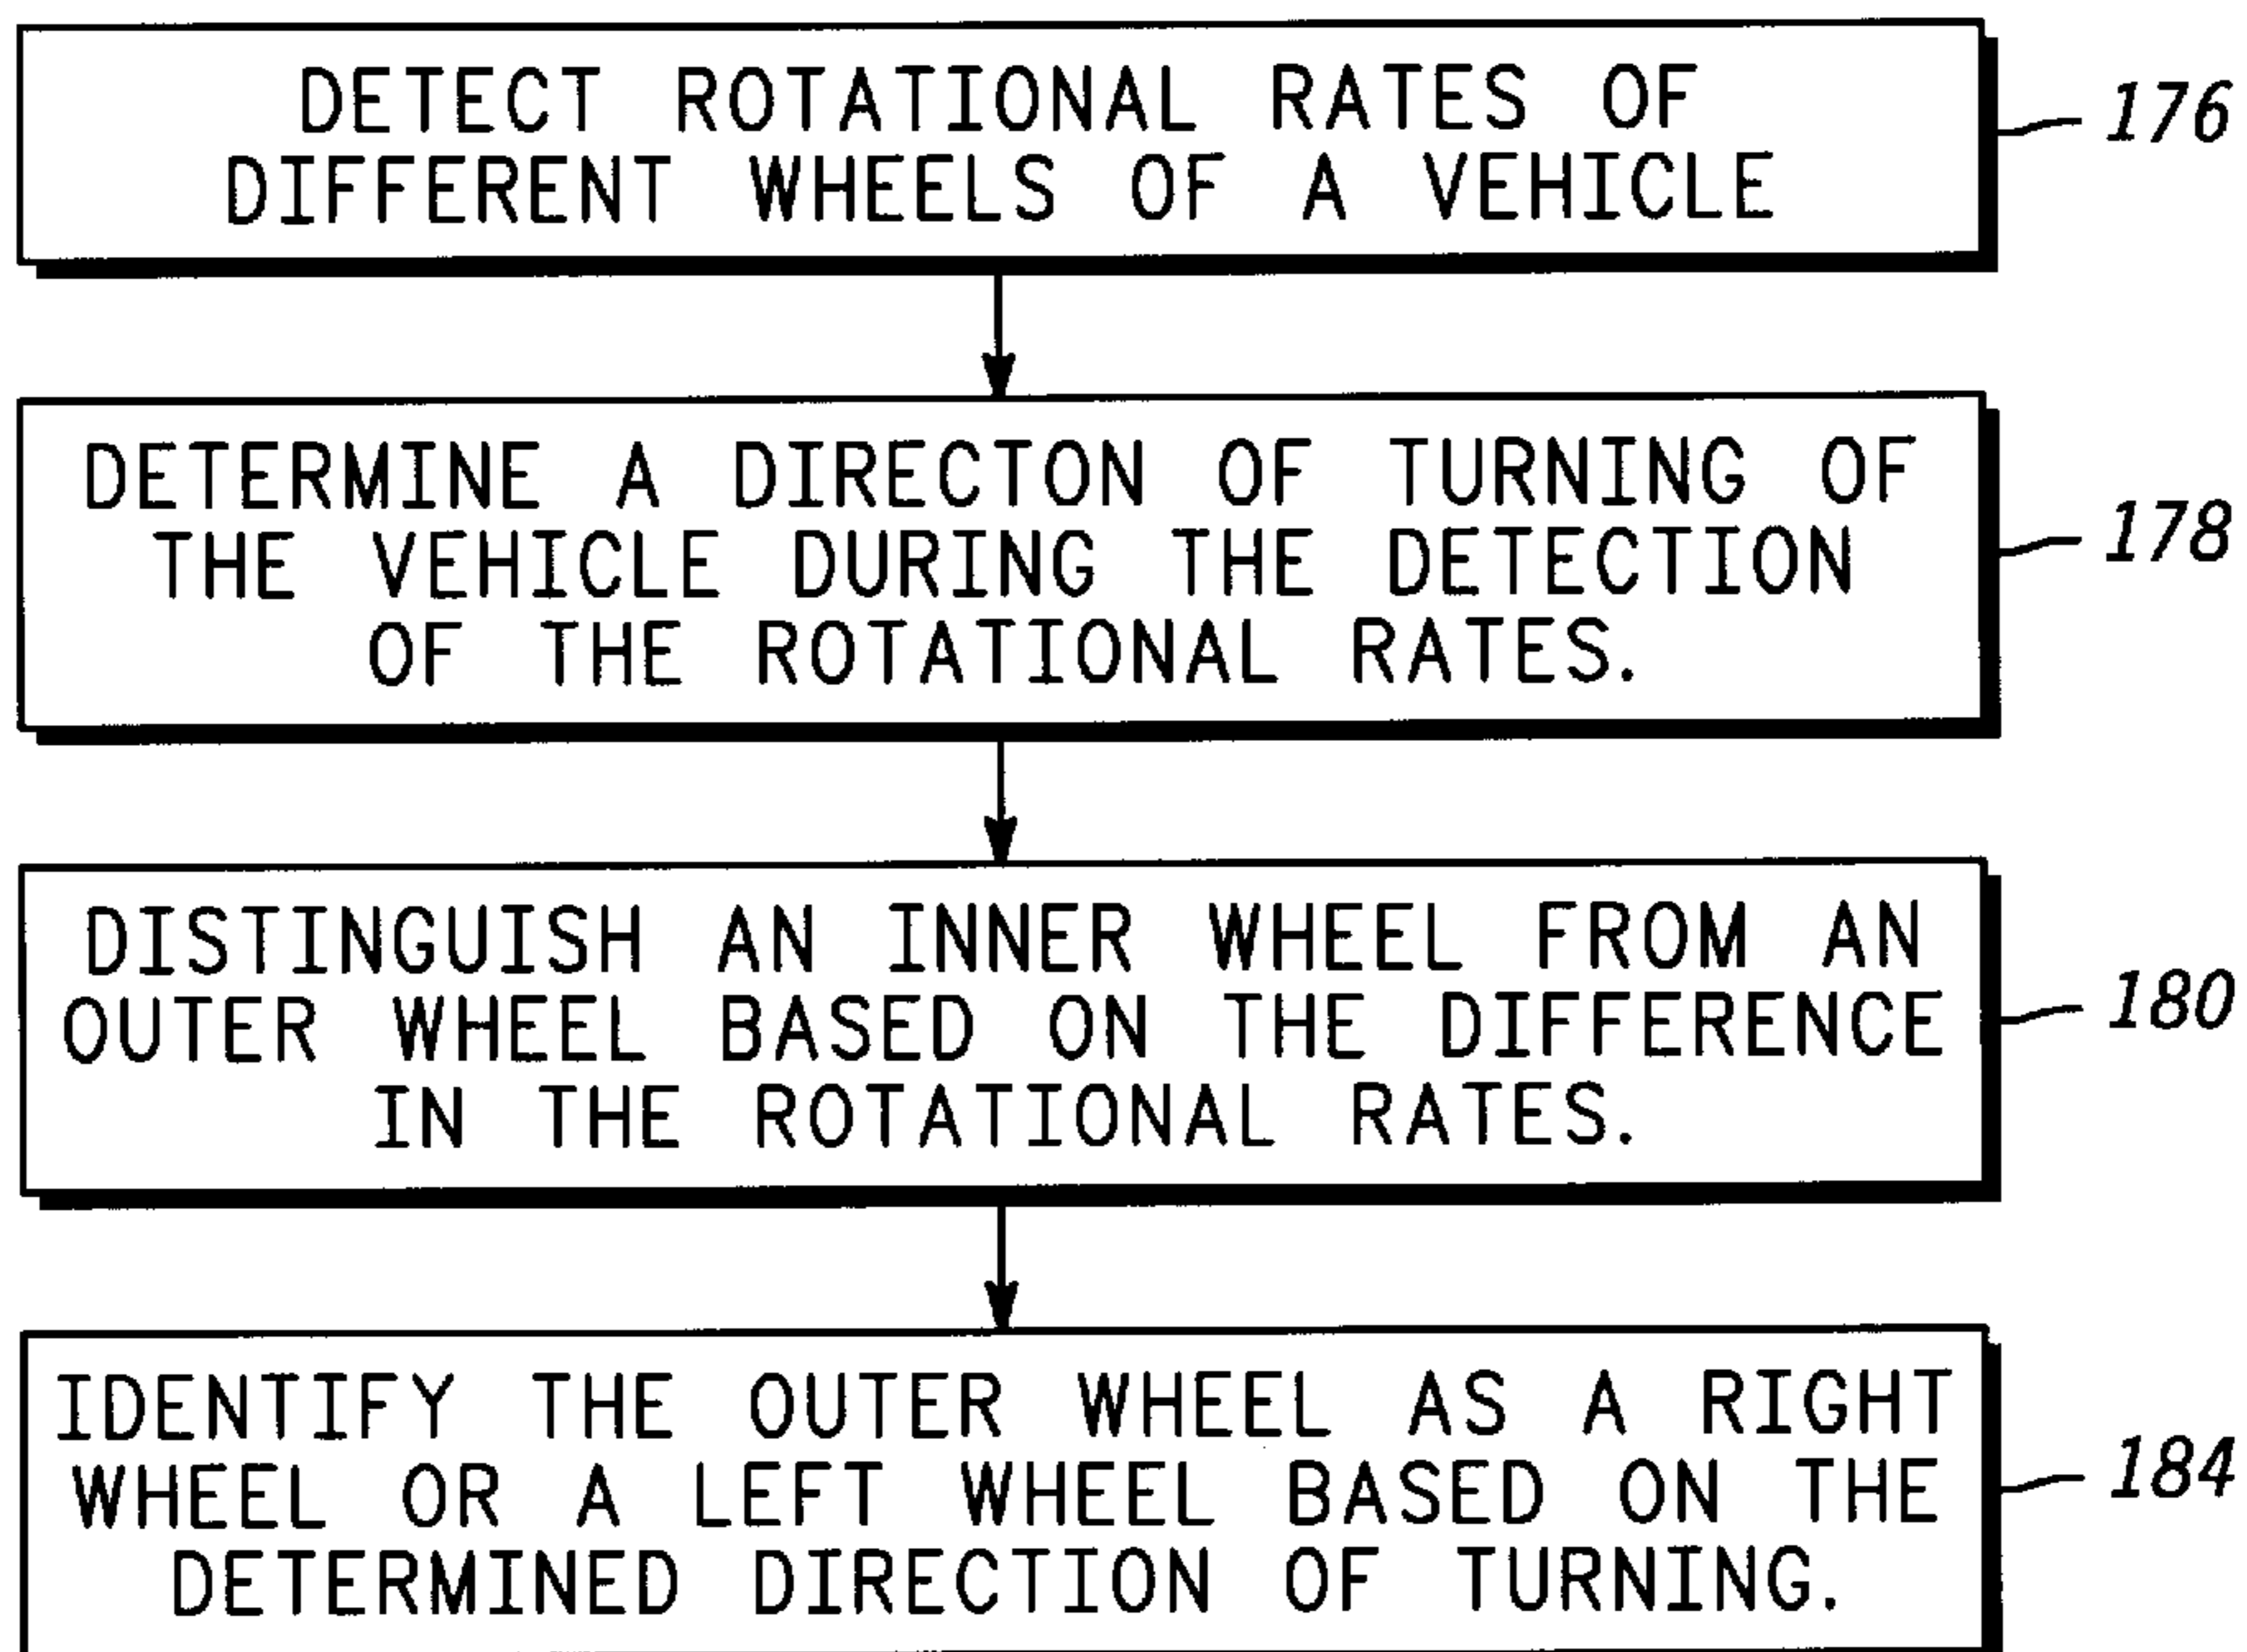 DETECT ROTATIONAL RATES OF
DIFFERENT WHEELS OF A VEHICLE
176
DETERMINE A DIRECTON OF TURNING OF
THE VEHICLE DURING THE DETECTION
OF THE ROTATIONAL RATES.
178
DISTINGUISH AN INNER WHEEL FROM AN
OUTER WHEEL BASED ON THE DIFFERENCE
IN THE ROTATIONAL RATES.
180
IDENTIFY THE OUTER WHEEL AS A RIGHT
WHEEL OR A LEFT WHEEL BASED ON THE
DETERMINED DIRECTION OF TURNING.
184